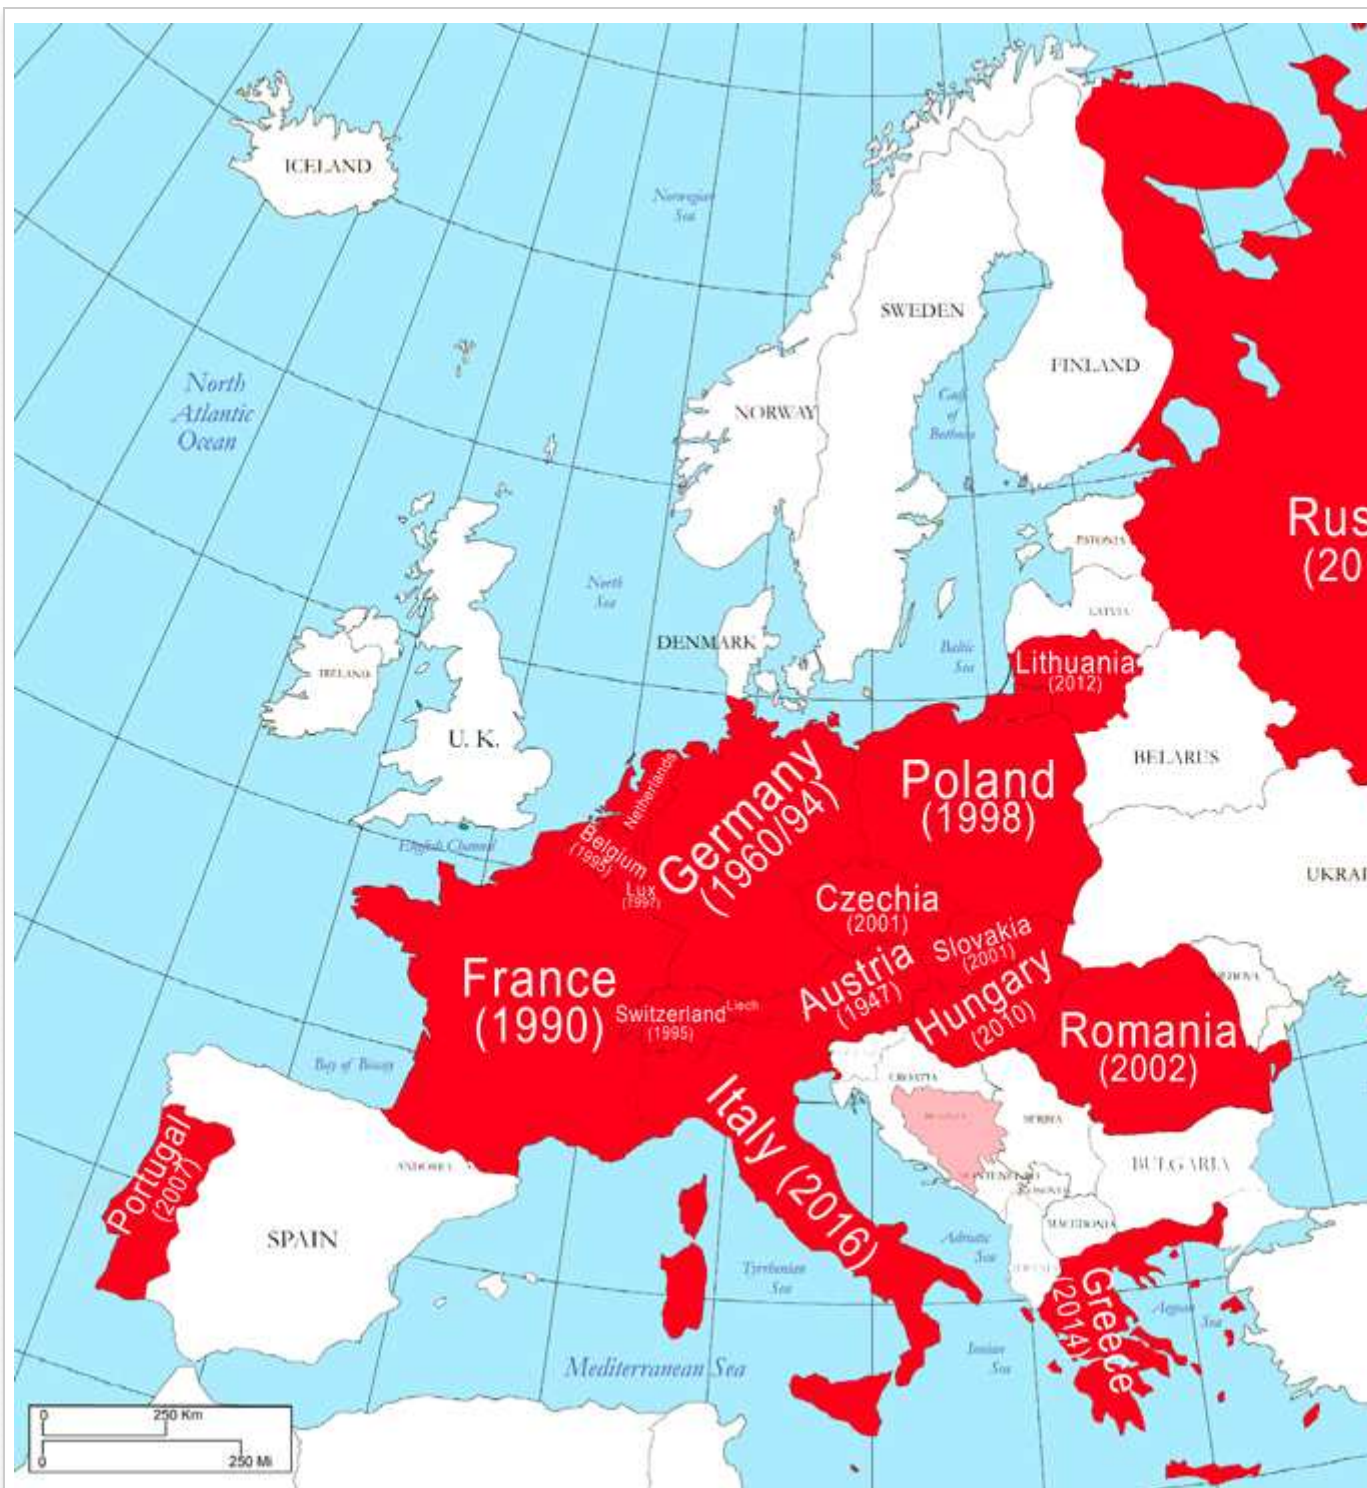 ICELAND
Norwegian
Sea
SWEDEN
FINLAND
North
Atlantic
Ocean
NORWAY
Gulf
of
Bothnia
Rus
(20
ESTONIA
North
Sea
LATVIA
DENMARK
Baltic
Sea
Lithuania
(2012)
IRELAND
U. K.
BELARUS
Netherlands
Germany
(1960/94)
Poland
(1998)
English Channel
Belgium
(1995)
Lux
(1997)
UKRAI
Czechia
(2001)
Slovakia
(2001)
Austria
(1947)
Hungary
(2010)
France
(1990)
Switzerland
(1995)
Liech
Romania
(2002)
Bay of Biscay
CROATIA
Italy (2016)
SERBIA
Portugal
(2007)
ANDORRA
BULGARIA
KOSOVO
MACEDONIA
SPAIN
Adriatic
Sea
Tyrrhenian
Sea
Greece
(2014)
Aegean
Sea
Ionian
Sea
Mediterranean Sea
0
250 Km
0
250 Mi